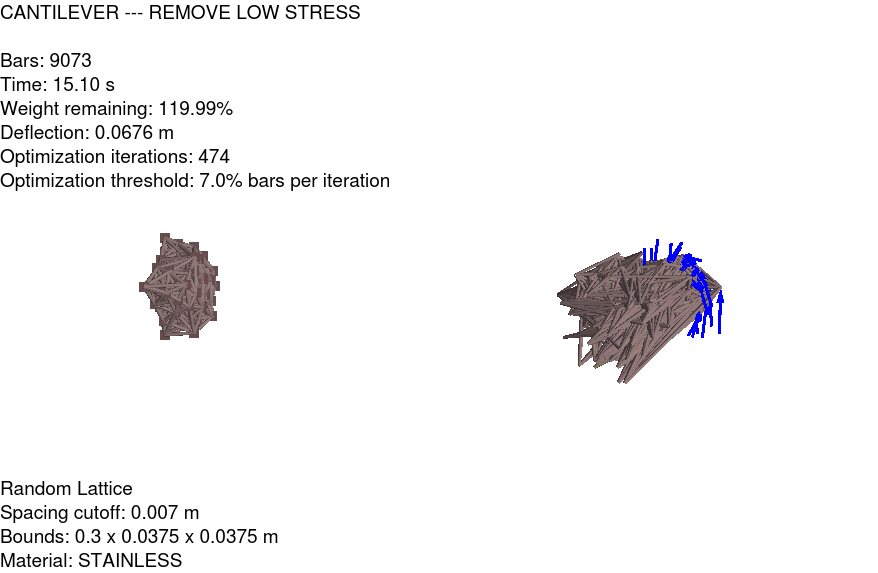 CANTILEVER --- REMOVE LOW STRESS
Bars: 9073
Time: 15.10 s
Weight remaining: 119.99%
Deflection: 0.0676 m
Optimization iterations: 474
Optimization threshold: 7.0% bars per iteration
Random Lattice
Spacing cutoff: 0.007 m
Bounds: 0.3 x 0.0375 x 0.0375 m
Material: STAINLESS